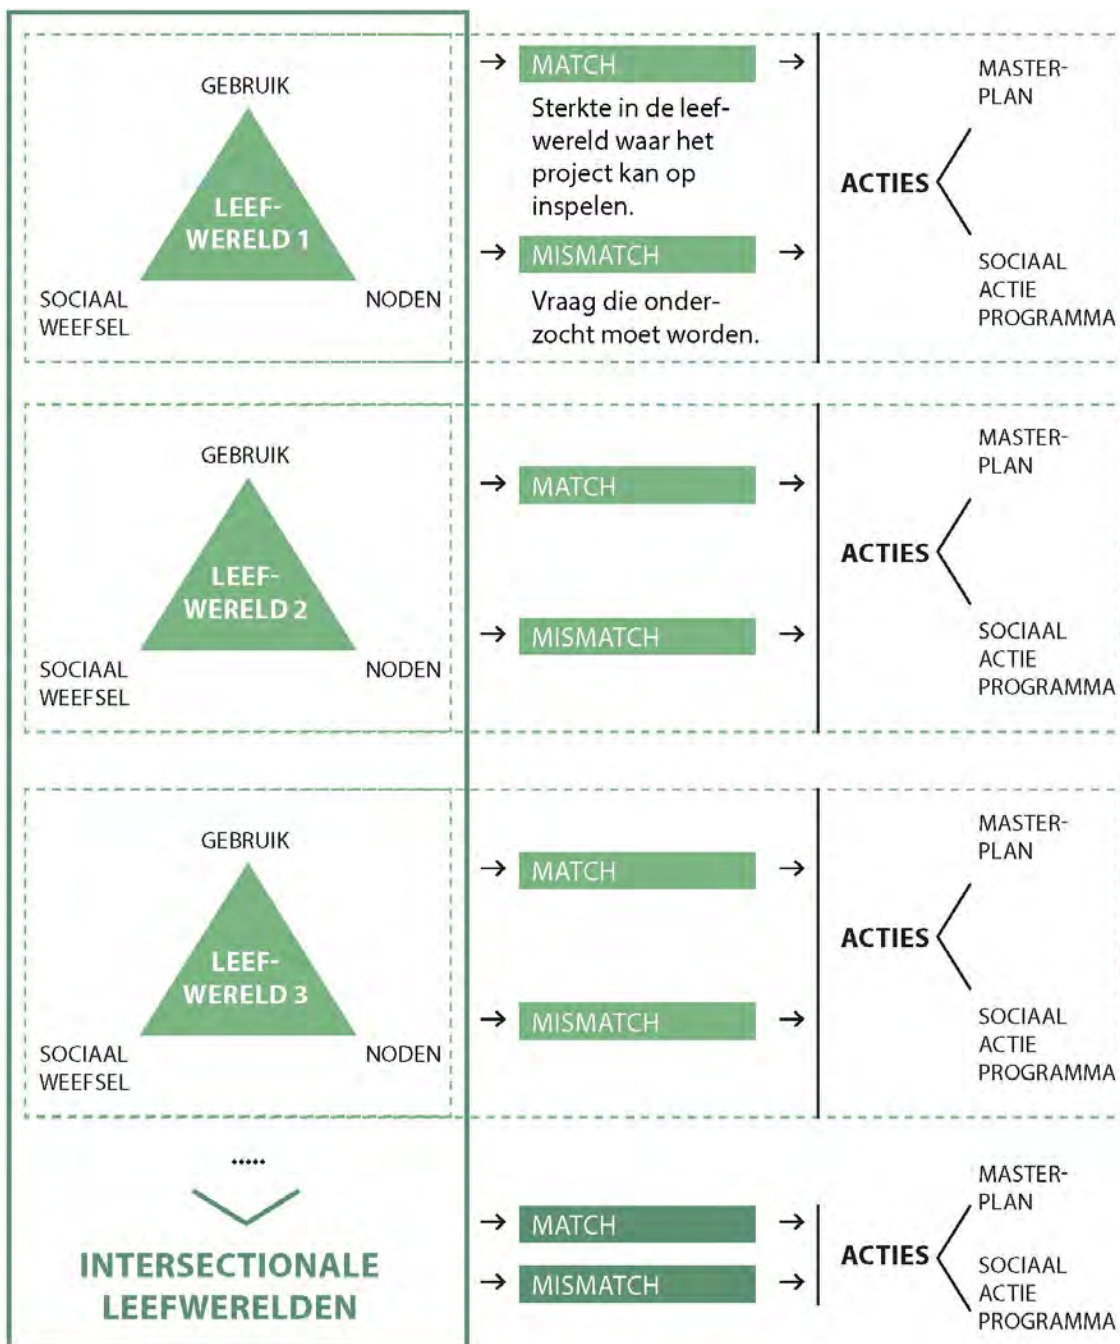 GEBRUIK
LEEF-
WERELD 1
SOCIAAL
WEEFSEL
NODEN
→ MATCH →
Sterkte in de leef-
wereld waar het
project kan op
inspelen.
→ MISMATCH →
Vraag die onder-
zocht moet worden.
ACTIES
MASTER-
PLAN
SOCIAAL
ACTIE
PROGRAMMA
GEBRUIK
LEEF-
WERELD 2
SOCIAAL
WEEFSEL
NODEN
→ MATCH →
→ MISMATCH →
ACTIES
MASTER-
PLAN
SOCIAAL
ACTIE
PROGRAMMA
GEBRUIK
LEEF-
WERELD 3
SOCIAAL
WEEFSEL
NODEN
→ MATCH →
→ MISMATCH →
ACTIES
MASTER-
PLAN
SOCIAAL
ACTIE
PROGRAMMA
.....
INTERSECTIONALE
LEEFWERELDEN
→ MATCH →
→ MISMATCH →
ACTIES
MASTER-
PLAN
SOCIAAL
ACTIE
PROGRAMMA